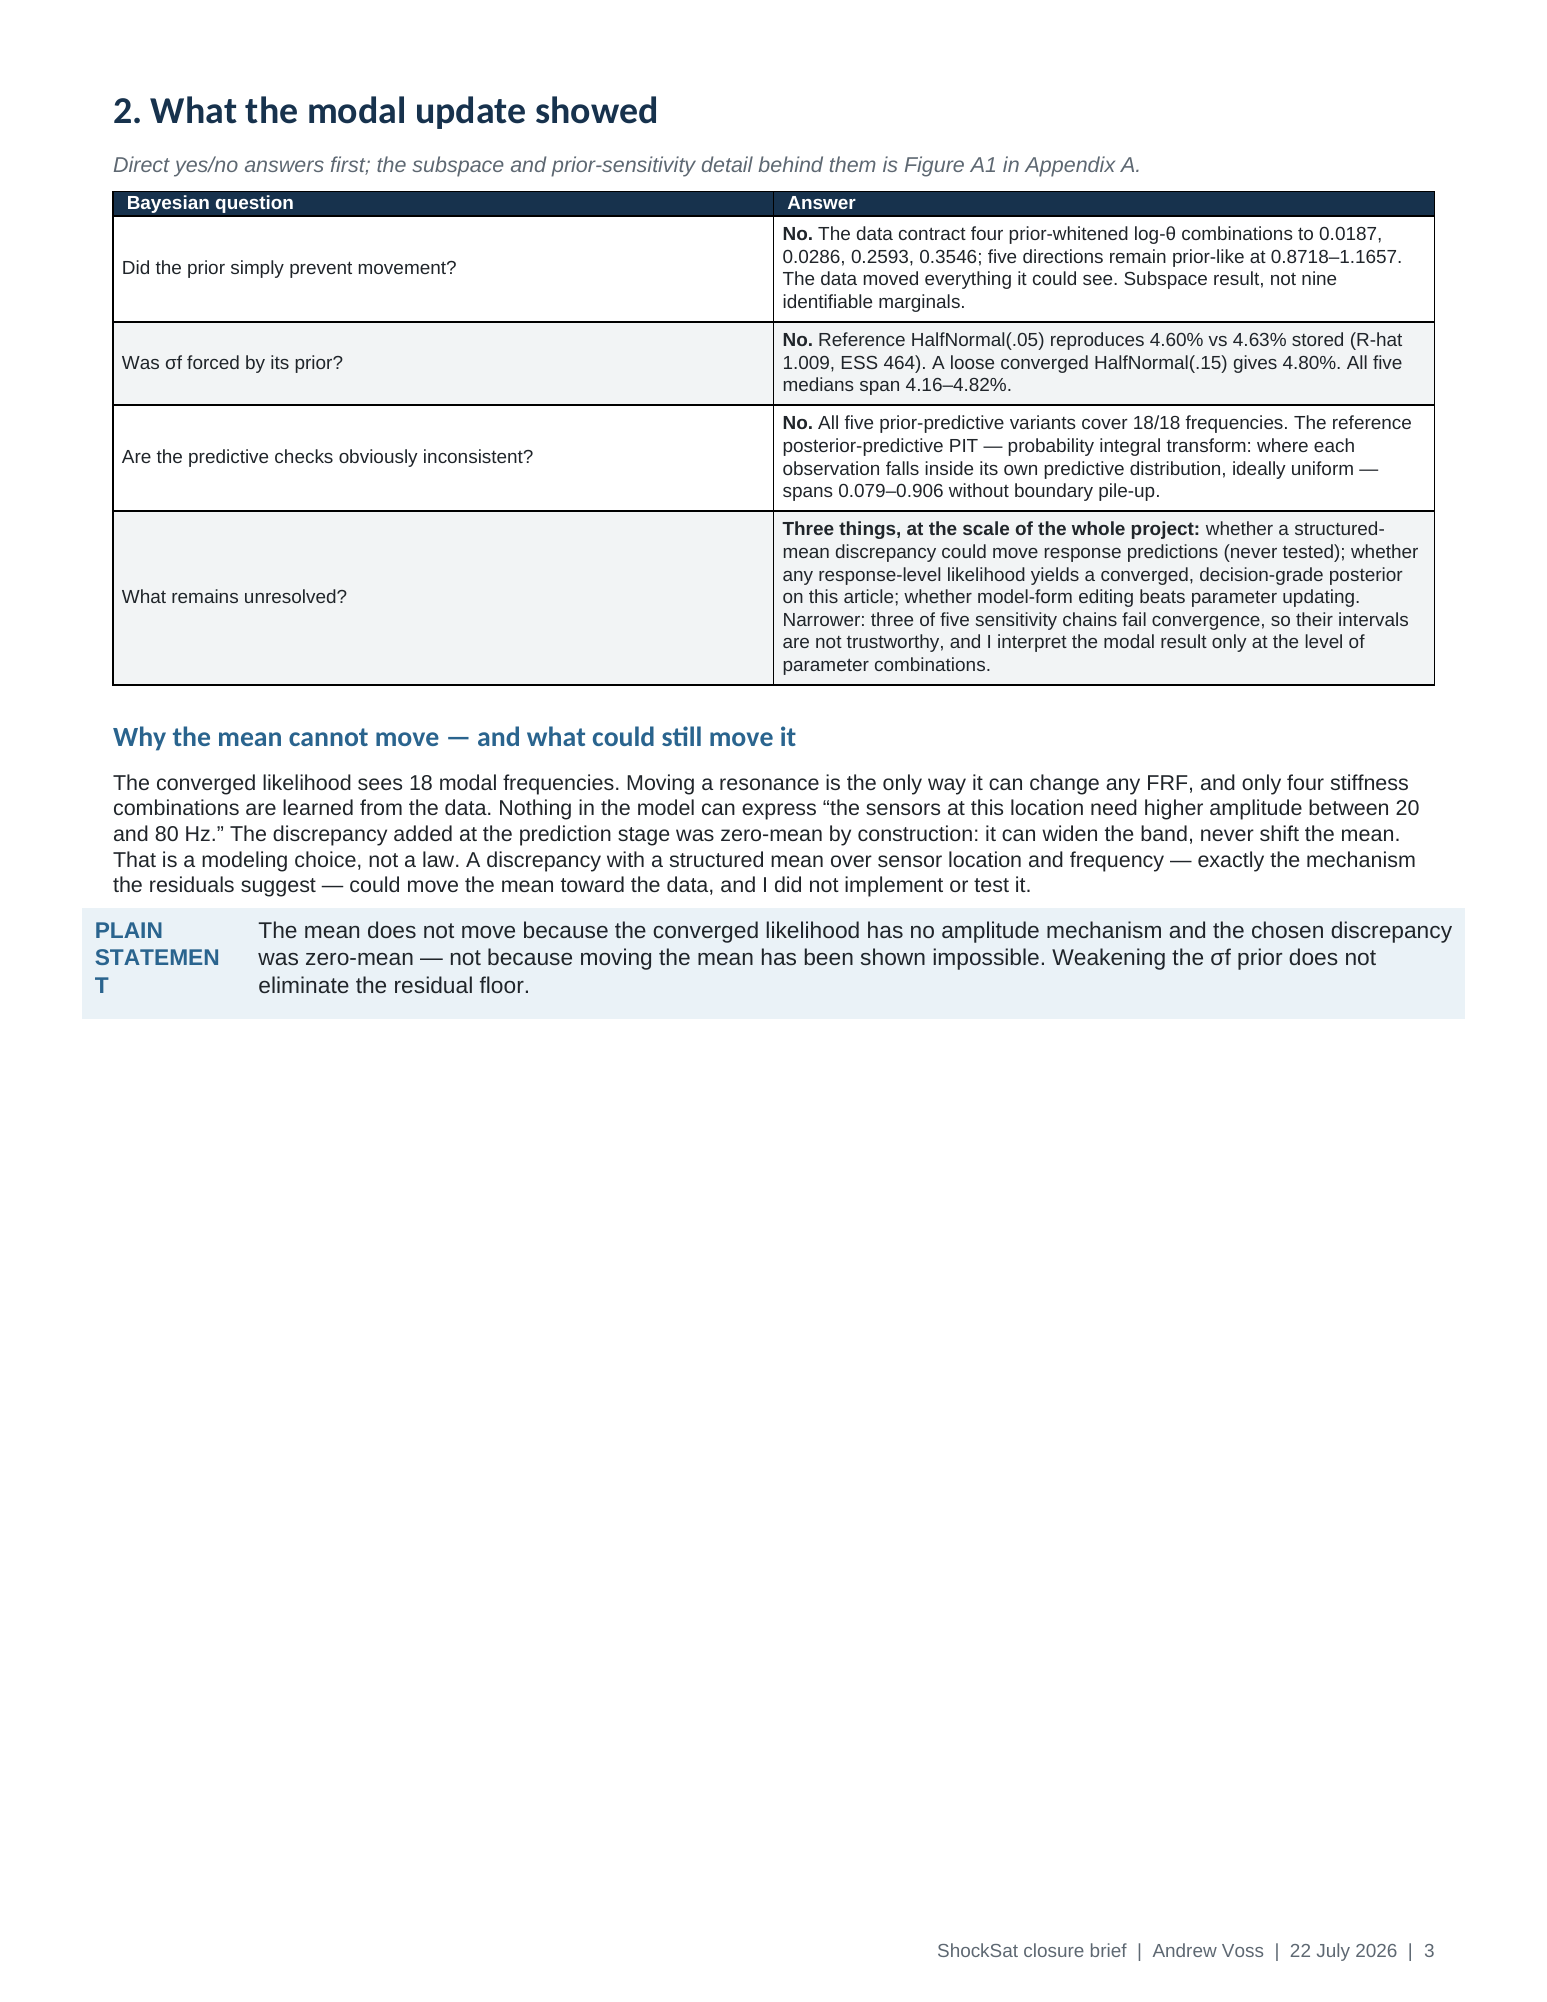 2. What the modal update showed
Direct yes/no answers first; the subspace and prior-sensitivity detail behind them is Figure A1 in Appendix A.
Bayesian question
Answer
Did the prior simply prevent movement?
No. The data contract four prior-whitened log-θ combinations to 0.0187,
0.0286, 0.2593, 0.3546; five directions remain prior-like at 0.8718–1.1657.
The data moved everything it could see. Subspace result, not nine
identifiable marginals.
Was σf forced by its prior?
No. Reference HalfNormal(.05) reproduces 4.60% vs 4.63% stored (R-hat
1.009, ESS 464). A loose converged HalfNormal(.15) gives 4.80%. All five
medians span 4.16–4.82%.
Are the predictive checks obviously inconsistent?
No. All five prior-predictive variants cover 18/18 frequencies. The reference
posterior-predictive PIT — probability integral transform: where each
observation falls inside its own predictive distribution, ideally uniform —
spans 0.079–0.906 without boundary pile-up.
What remains unresolved?
Three things, at the scale of the whole project: whether a structured-
mean discrepancy could move response predictions (never tested); whether
any response-level likelihood yields a converged, decision-grade posterior
on this article; whether model-form editing beats parameter updating.
Narrower: three of five sensitivity chains fail convergence, so their intervals
are not trustworthy, and I interpret the modal result only at the level of
parameter combinations.
Why the mean cannot move — and what could still move it
The converged likelihood sees 18 modal frequencies. Moving a resonance is the only way it can change any FRF, and only four stiffness
combinations are learned from the data. Nothing in the model can express “the sensors at this location need higher amplitude between 20
and 80 Hz.” The discrepancy added at the prediction stage was zero-mean by construction: it can widen the band, never shift the mean.
That is a modeling choice, not a law. A discrepancy with a structured mean over sensor location and frequency — exactly the mechanism
the residuals suggest — could move the mean toward the data, and I did not implement or test it.
PLAIN
STATEMEN
T
The mean does not move because the converged likelihood has no amplitude mechanism and the chosen discrepancy
was zero-mean — not because moving the mean has been shown impossible. Weakening the σf prior does not
eliminate the residual floor.
ShockSat closure brief | Andrew Voss | 22 July 2026 | 3